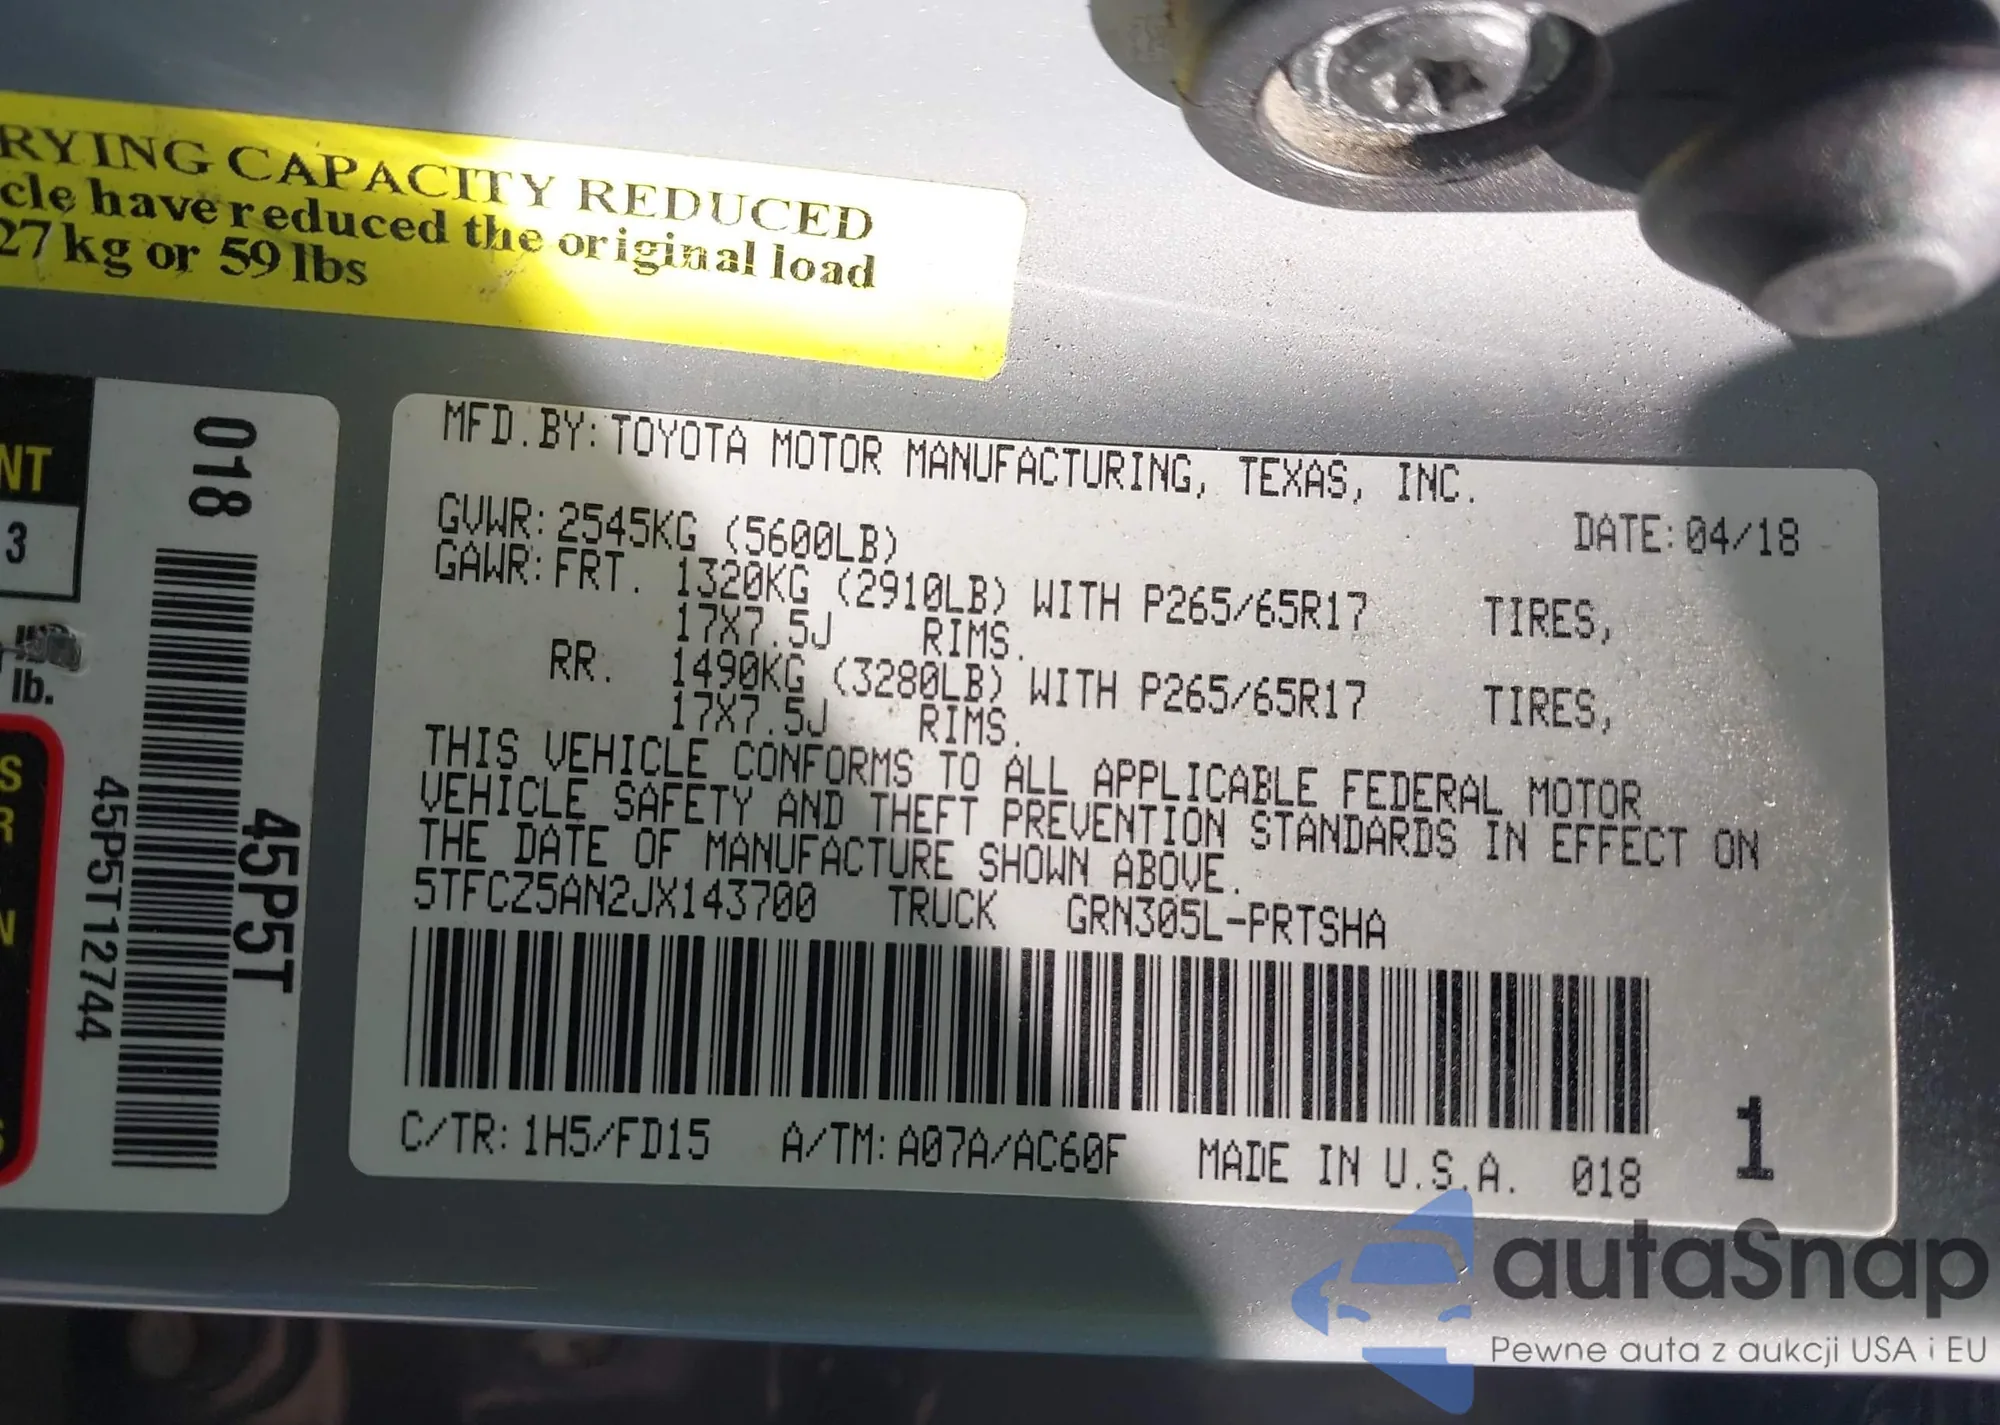 RYING CAPACITY REDUCED
cle have reduced the original load
27 kg or 59 lbs
NT
3
lb.
S
R
N
S
018
45P5T
45P5T12744
MFD.BY:TOYOTA MOTOR MANUFACTURING, TEXAS, INC.
GVWR:2545KG (5600LB) DATE:04/18
GAWR:FRT. 1320KG (2910LB) WITH P265/65R17 TIRES,
17X7.5J RIMS.
RR. 1490KG (3280LB) WITH P265/65R17 TIRES,
17X7.5J RIMS.
THIS VEHICLE CONFORMS TO ALL APPLICABLE FEDERAL MOTOR
VEHICLE SAFETY AND THEFT PREVENTION STANDARDS IN EFFECT ON
THE DATE OF MANUFACTURE SHOWN ABOVE.
5TFCZ5AN2JX143700 TRUCK GRN305L-PRTSHA
C/TR:1H5/FD15 A/TM:A07A/AC60F MADE IN U.S.A. 018 1
autaSnap
Pewne auta z aukcji USA i EU